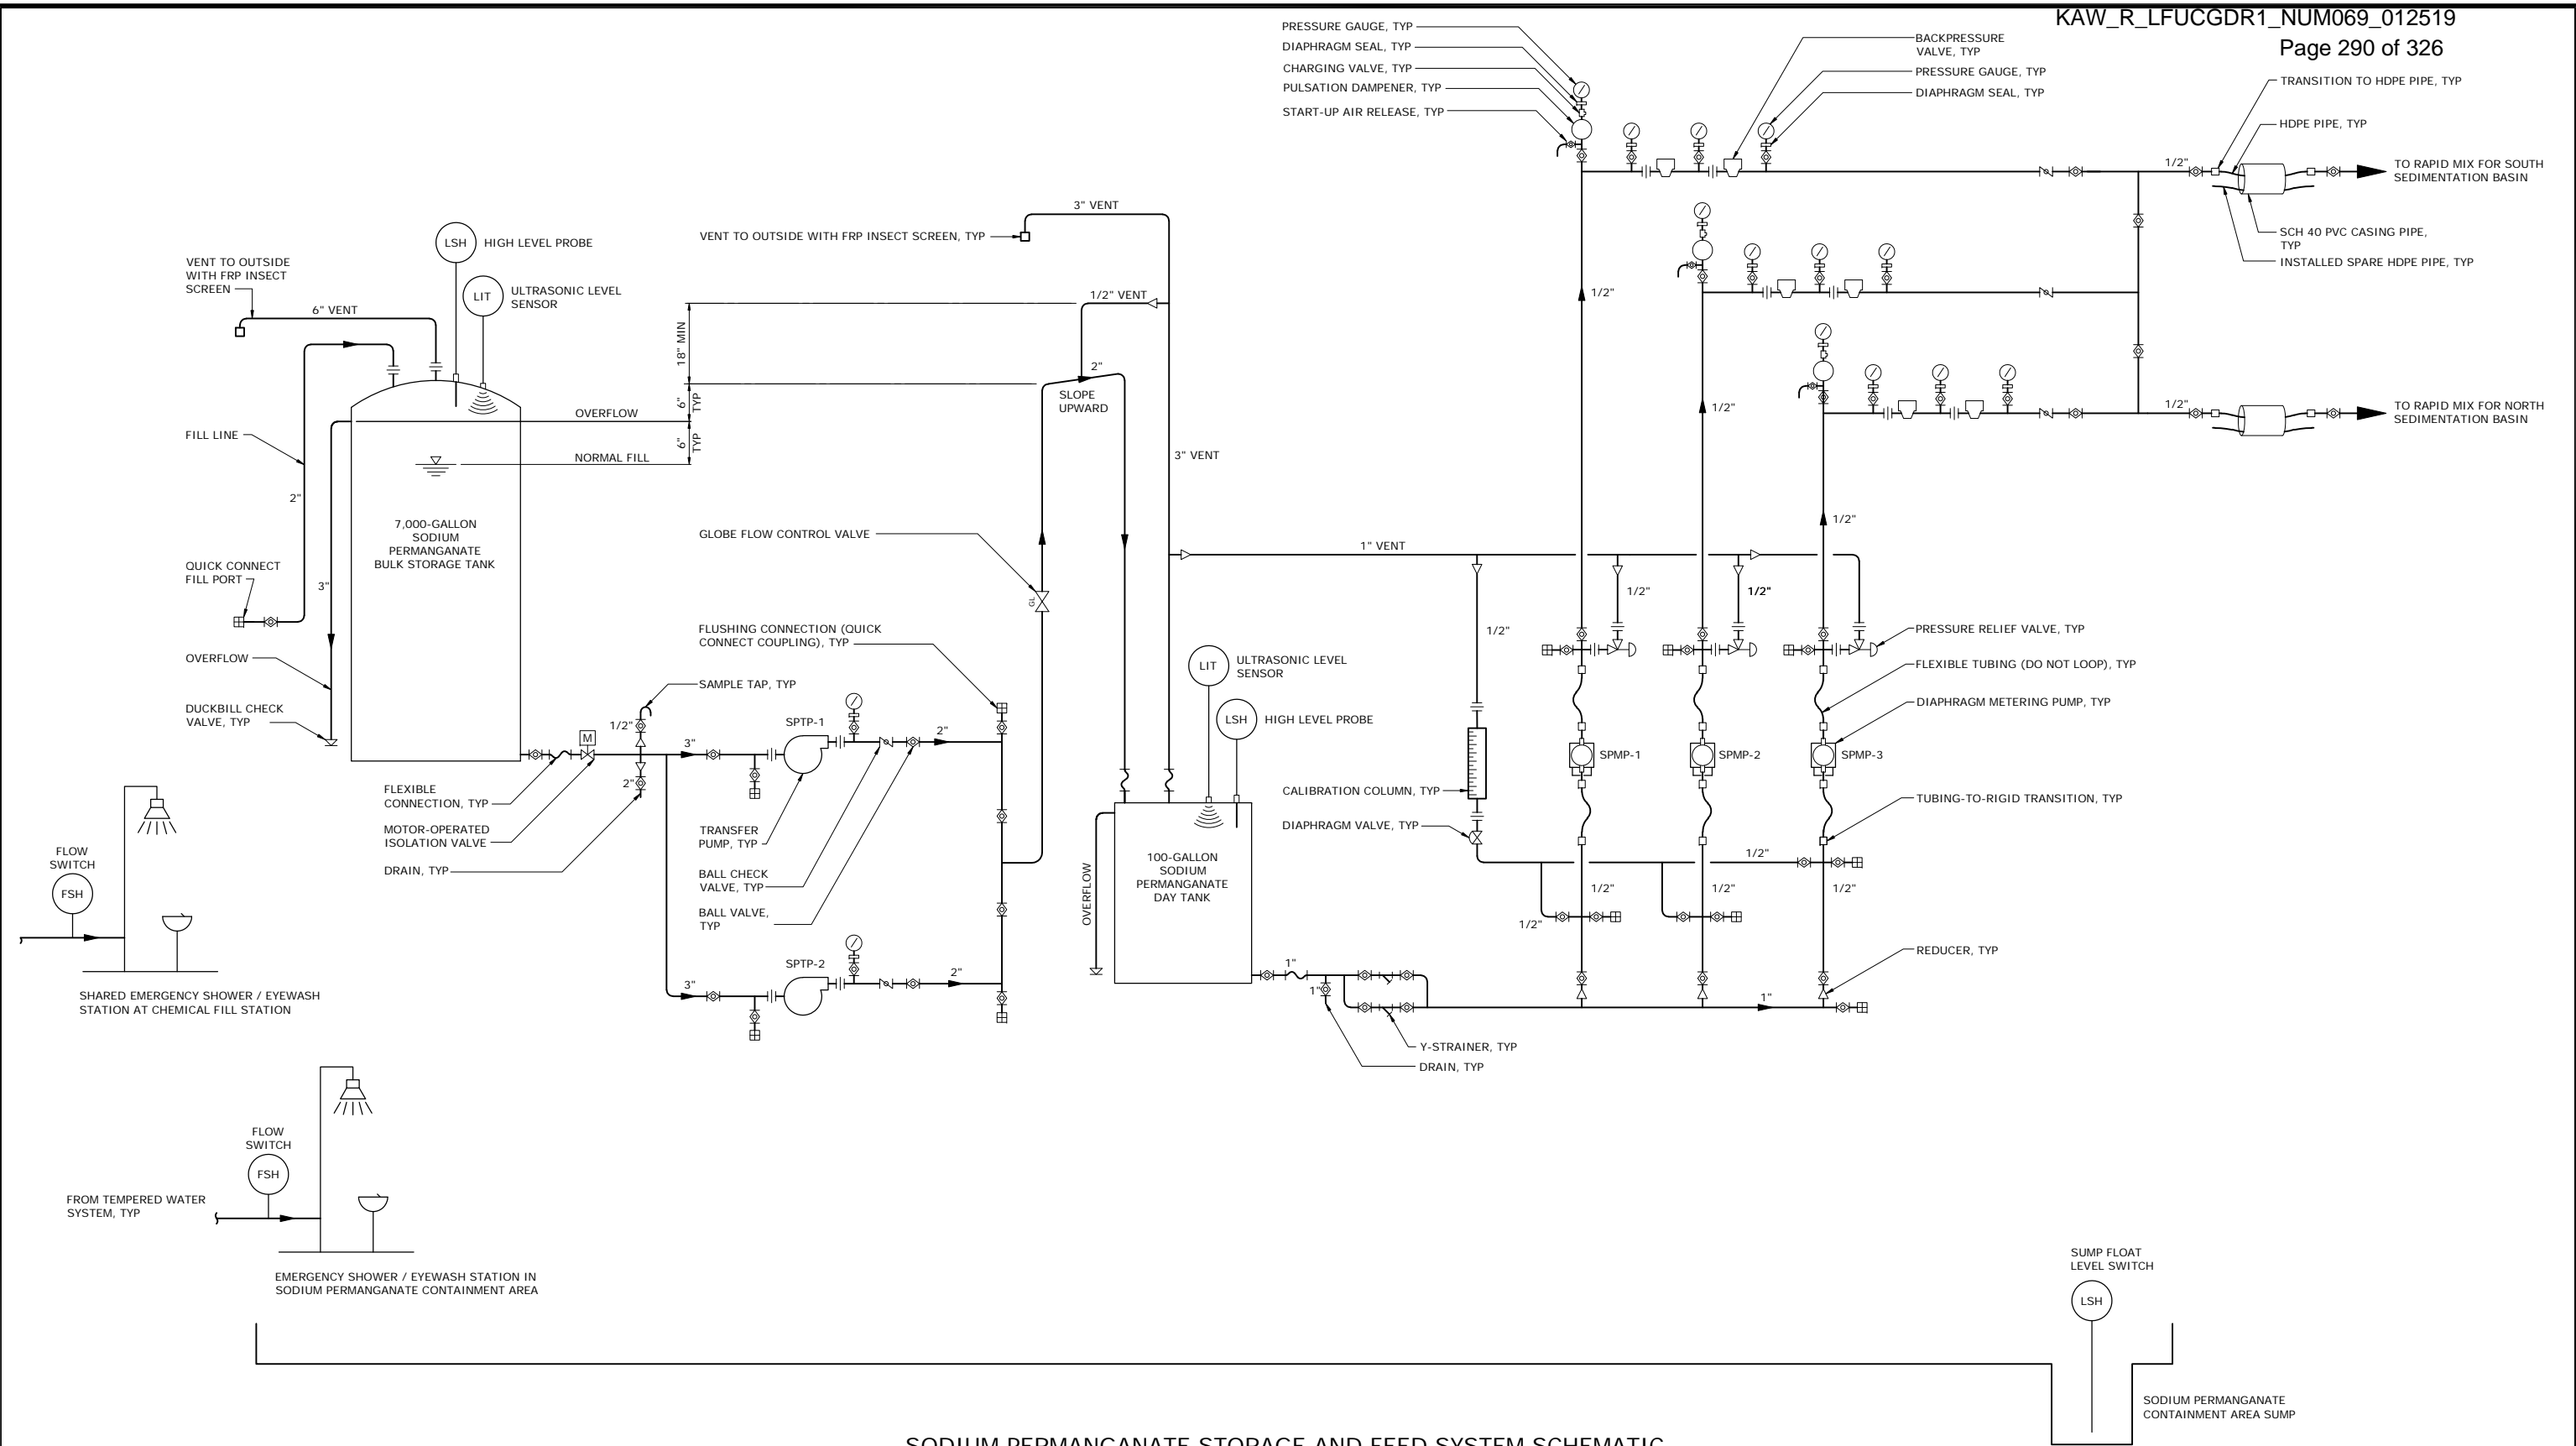 KAW_R_LFUCGDR1_NUM069_012519
Page 290 of 326
PRESSURE GAUGE, TYP
DIAPHRAGM SEAL, TYP
CHARGING VALVE, TYP
PULSATION DAMPENER, TYP
START-UP AIR RELEASE, TYP
BACKPRESSURE
VALVE, TYP
PRESSURE GAUGE, TYP
DIAPHRAGM SEAL, TYP
TRANSITION TO HDPE PIPE, TYP
HDPE PIPE, TYP
1/2"
TO RAPID MIX FOR SOUTH
SEDIMENTATION BASIN
SCH 40 PVC CASING PIPE,
TYP
INSTALLED SPARE HDPE PIPE, TYP
1/2"
TO RAPID MIX FOR NORTH
SEDIMENTATION BASIN
VENT TO OUTSIDE
WITH FRP INSECT
SCREEN
6" VENT
LSH
HIGH LEVEL PROBE
LIT
ULTRASONIC LEVEL
SENSOR
VENT TO OUTSIDE WITH FRP INSECT SCREEN, TYP
3" VENT
1/2" VENT
18" MIN
2"
SLOPE
UPWARD
6"
TYP
6"
TYP
OVERFLOW
NORMAL FILL
FILL LINE
2"
3"
7,000-GALLON
SODIUM
PERMANGANATE
BULK STORAGE TANK
QUICK CONNECT
FILL PORT
OVERFLOW
DUCKBILL CHECK
VALVE, TYP
GLOBE FLOW CONTROL VALVE
GL
FLUSHING CONNECTION (QUICK
CONNECT COUPLING), TYP
SAMPLE TAP, TYP
1/2"
M
2"
3"
SPTP-1
2"
FLEXIBLE
CONNECTION, TYP
MOTOR-OPERATED
ISOLATION VALVE
DRAIN, TYP
TRANSFER
PUMP, TYP
BALL CHECK
VALVE, TYP
BALL VALVE,
TYP
3"
SPTP-2
2"
3" VENT
1" VENT
1/2"
1/2"
1/2"
1/2"
1/2"
1/2"
LIT
ULTRASONIC LEVEL
SENSOR
LSH
HIGH LEVEL PROBE
CALIBRATION COLUMN, TYP
DIAPHRAGM VALVE, TYP
100-GALLON
SODIUM
PERMANGANATE
DAY TANK
OVERFLOW
PRESSURE RELIEF VALVE, TYP
FLEXIBLE TUBING (DO NOT LOOP), TYP
DIAPHRAGM METERING PUMP, TYP
SPMP-1
SPMP-2
SPMP-3
TUBING-TO-RIGID TRANSITION, TYP
1/2"
1/2"
1/2"
1/2"
1/2"
REDUCER, TYP
1"
1"
1"
Y-STRAINER, TYP
DRAIN, TYP
FLOW
SWITCH
FSH
SHARED EMERGENCY SHOWER / EYEWASH
STATION AT CHEMICAL FILL STATION
FLOW
SWITCH
FSH
FROM TEMPERED WATER
SYSTEM, TYP
EMERGENCY SHOWER / EYEWASH STATION IN
SODIUM PERMANGANATE CONTAINMENT AREA
SUMP FLOAT
LEVEL SWITCH
LSH
SODIUM PERMANGANATE
CONTAINMENT AREA SUMP
SODIUM PERMANGANATE STORAGE AND FEED SYSTEM SCHEMATIC